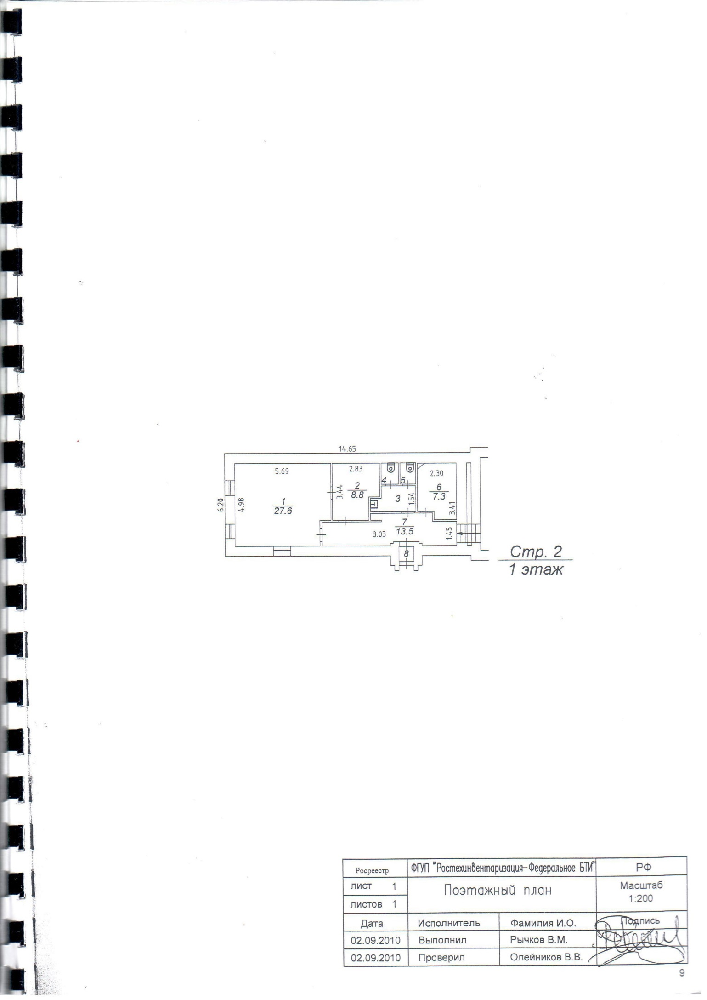 14.65
5.69
2.83
2.30
4
5
6.20
4.98
3.44
2
8.8
6
7.3
1
27.6
3
1.54
3.41
7
13.5
8.03
1.45
8
Стр. 2
1 этаж
Росреестр
ФГУП "Ростехинвентаризация-Федеральное БТИ"
РФ
лист 1
Поэтажный план
Масштаб
1:200
листов 1
Дата
Исполнитель
Фамилия И.О.
Подпись
02.09.2010
Выполнил
Рычков В.М.
02.09.2010
Проверил
Олейников В.В.
9